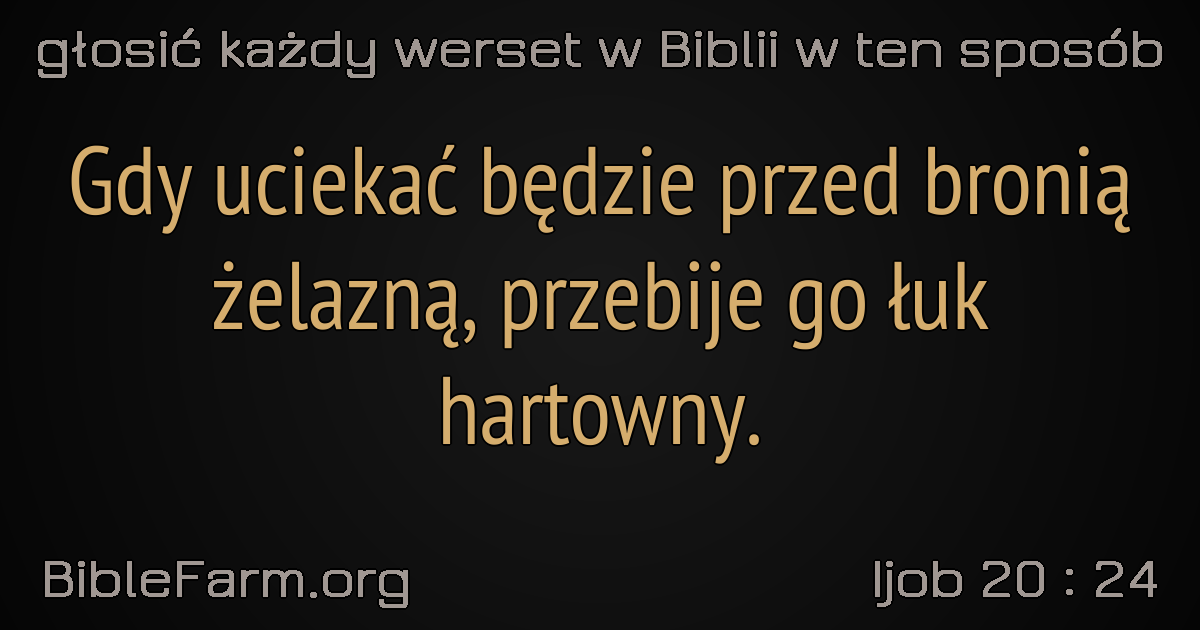 głosić każdy werset w Biblii w ten sposób
Gdy uciekać będzie przed bronią
żelazną, przebije go łuk
hartowny.
BibleFarm.org
Ijob 20 : 24